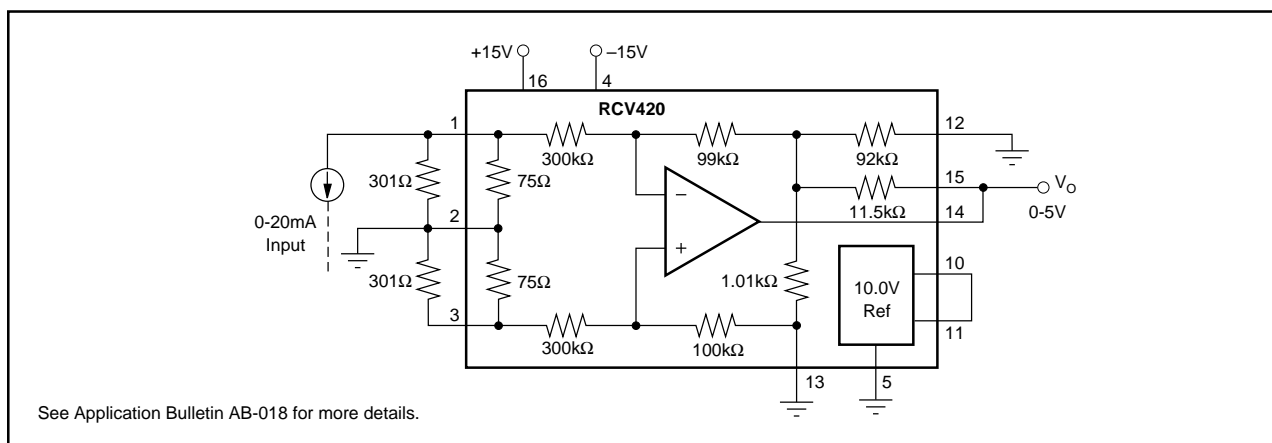 +15V
–15V
16
4
RCV420
1
12
300kΩ
99kΩ
92kΩ
301Ω
75Ω
15
V_O
11.5kΩ
0-5V
14
0-20mA
Input
2
–
+
301Ω
75Ω
1.01kΩ
10.0V
Ref
10
11
3
300kΩ
100kΩ
13
5
See Application Bulletin AB-018 for more details.